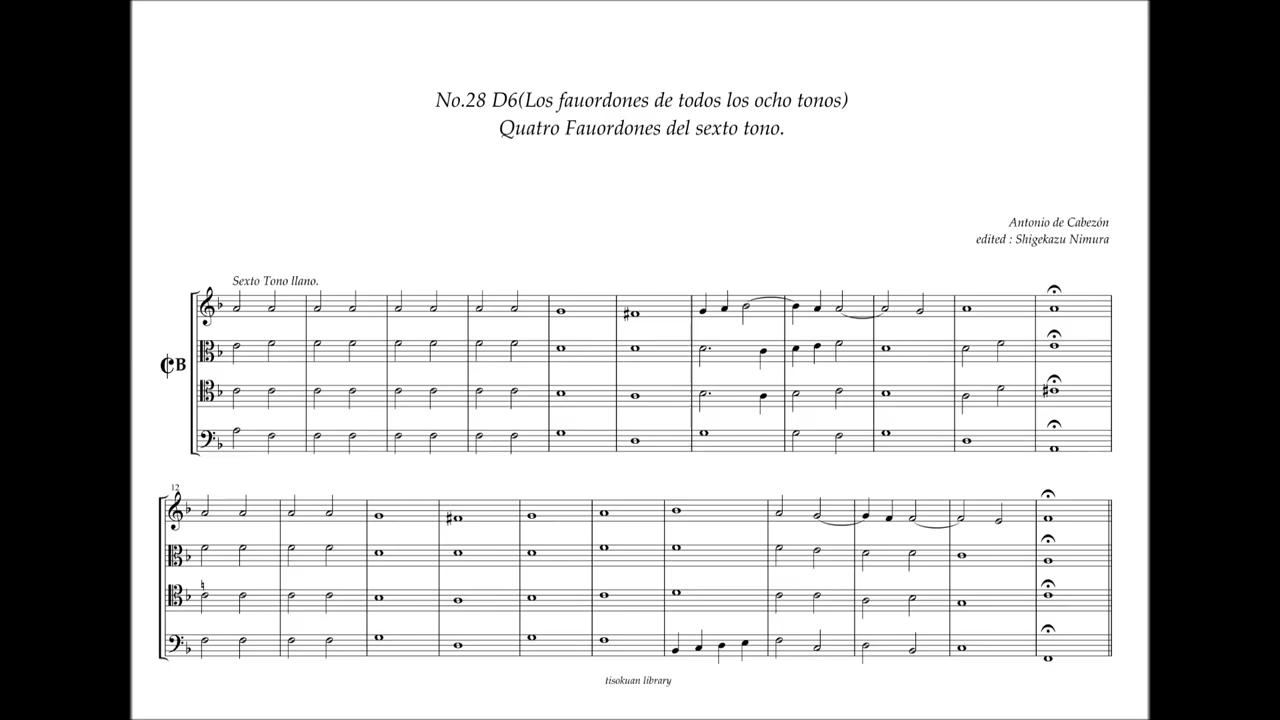 No.28 D6(Los fauordones de todos los ocho tonos)
Quatro Fauordones del sexto tono.
Antonio de Cabezón
edited : Shigekazu Nimura
Sexto Tono llano.
B
12
tisokuan library